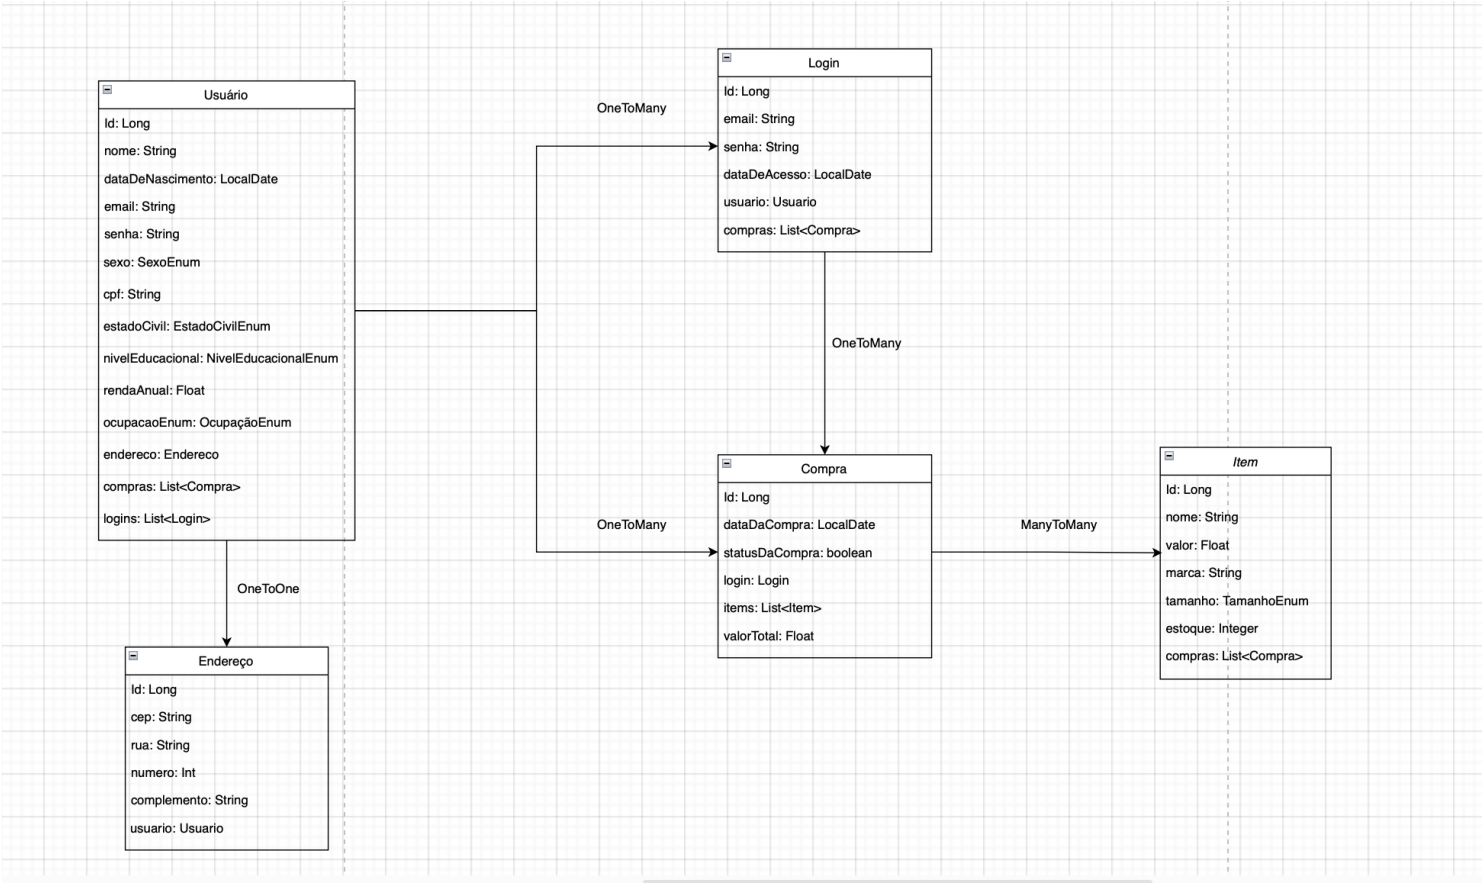 Usuário
Id: Long
nome: String
dataDeNascimento: LocalDate
email: String
senha: String
sexo: SexoEnum
cpf: String
estadoCivil: EstadoCivilEnum
nivelEducacional: NivelEducacionalEnum
rendaAnual: Float
ocupacaoEnum: OcupaçãoEnum
endereco: Endereco
compras: List<Compra>
logins: List<Login>
OneToOne
Endereço
Id: Long
cep: String
rua: String
numero: Int
complemento: String
usuario: Usuario
OneToMany
Login
Id: Long
email: String
senha: String
dataDeAcesso: LocalDate
usuario: Usuario
compras: List<Compra>
OneToMany
OneToMany
Compra
Id: Long
dataDaCompra: LocalDate
statusDaCompra: boolean
login: Login
items: List<Item>
valorTotal: Float
ManyToMany
Item
Id: Long
nome: String
valor: Float
marca: String
tamanho: TamanhoEnum
estoque: Integer
compras: List<Compra>